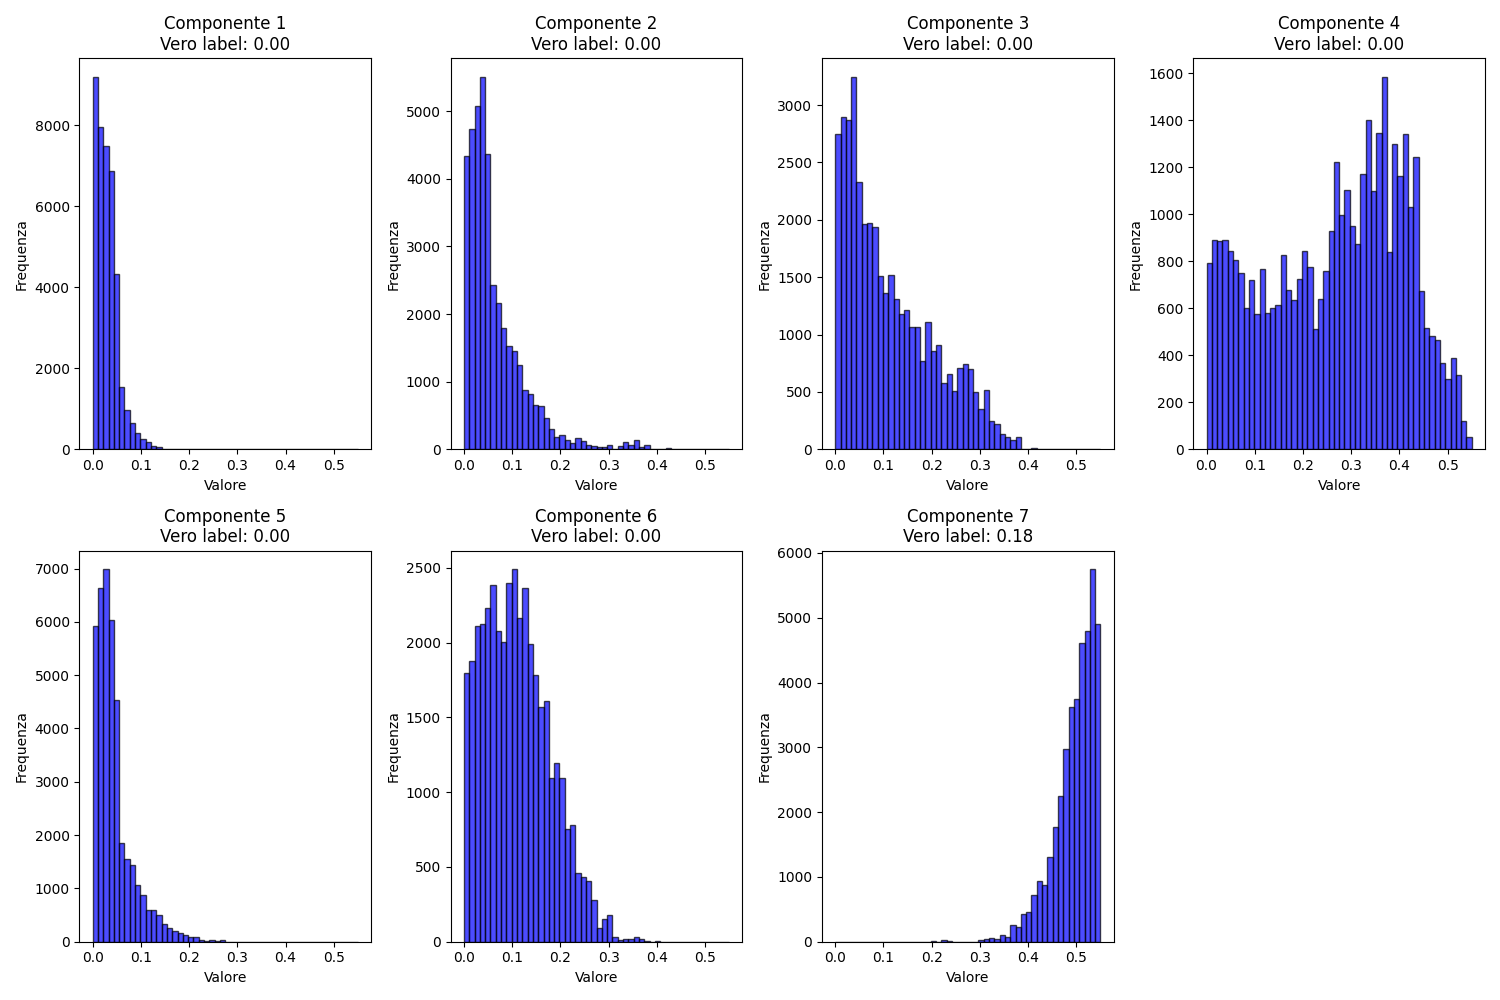 Componente 1
Vero label: 0.00
Frequenza
8000
6000
4000
2000
0
0.0 0.1 0.2 0.3 0.4 0.5
Valore
Componente 2
Vero label: 0.00
Frequenza
5000
4000
3000
2000
1000
0
0.0 0.1 0.2 0.3 0.4 0.5
Valore
Componente 3
Vero label: 0.00
Frequenza
3000
2500
2000
1500
1000
500
0
0.0 0.1 0.2 0.3 0.4 0.5
Valore
Componente 4
Vero label: 0.00
Frequenza
1600
1400
1200
1000
800
600
400
200
0
0.0 0.1 0.2 0.3 0.4 0.5
Valore
Componente 5
Vero label: 0.00
Frequenza
7000
6000
5000
4000
3000
2000
1000
0
0.0 0.1 0.2 0.3 0.4 0.5
Valore
Componente 6
Vero label: 0.00
Frequenza
2500
2000
1500
1000
500
0
0.0 0.1 0.2 0.3 0.4 0.5
Valore
Componente 7
Vero label: 0.18
Frequenza
6000
5000
4000
3000
2000
1000
0
0.0 0.1 0.2 0.3 0.4 0.5
Valore